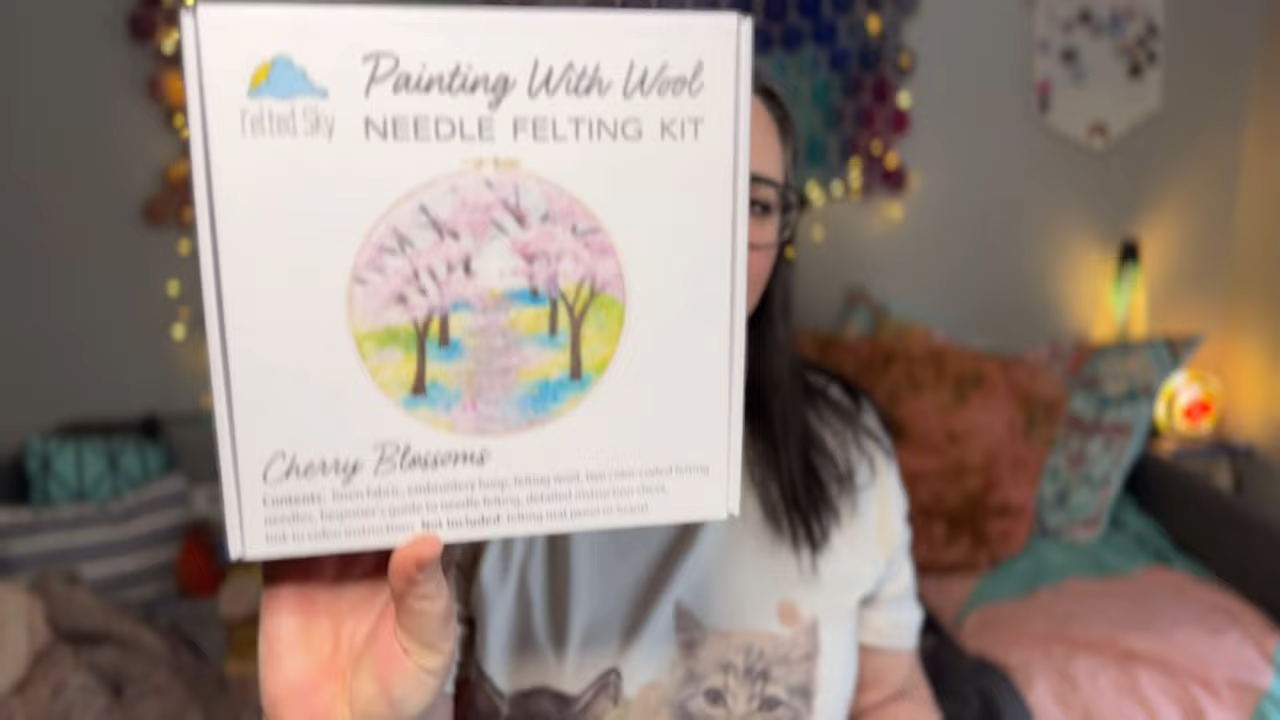 Painting With Wool
Felted Sky
NEEDLE FELTING KIT
Cherry Blossoms
Contents: linen fabric, embroidery hoop, felting wool, two color coded felting
needles, beginner's guide to needle felting, detailed instruction sheet,
link to video instructions. Not included: felting mat